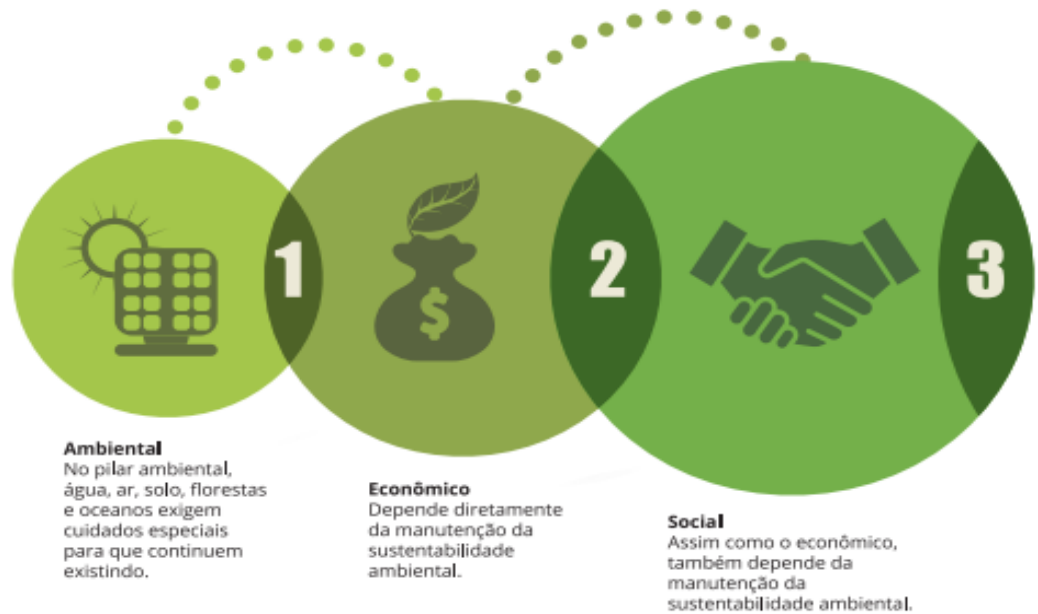 1
2
3
$
Ambiental
No pilar ambiental,
água, ar, solo, florestas
e oceanos exigem
cuidados especiais
para que continuem
existindo.
Econômico
Depende diretamente
da manutenção da
sustentabilidade
ambiental.
Social
Assim como o econômico,
também depende da
manutenção da
sustentabilidade ambiental.